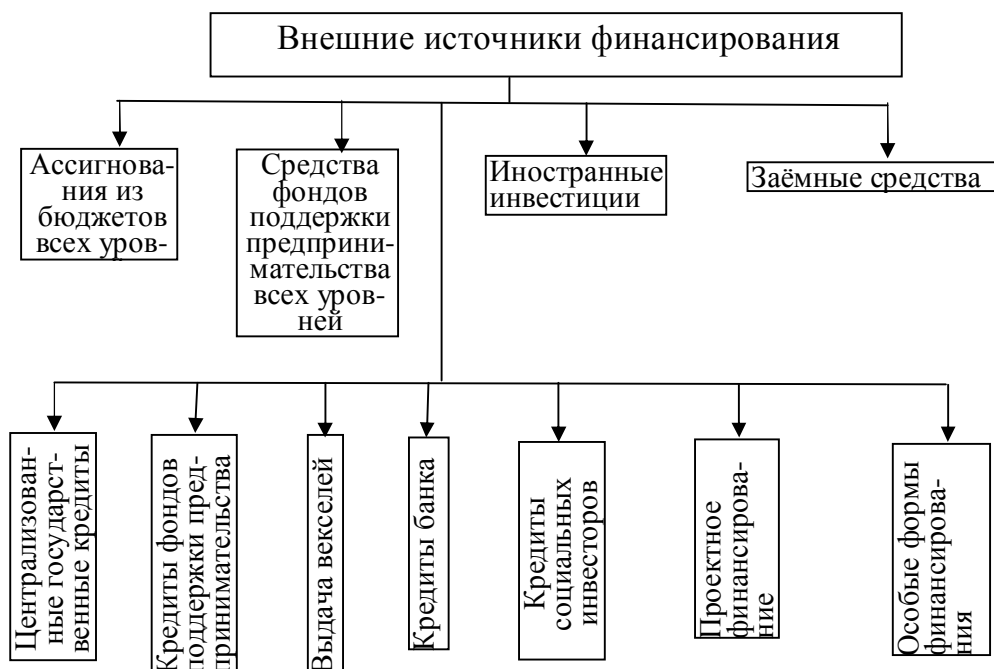 Внешние источники финансирования
Ассигнова-
ния из
бюджетов
всех уров-
Средства
фондов
поддержки
предприни-
мательства
всех уров-
ней
Иностранные
инвестиции
Заёмные средства
Централизован-
ные государст-
венные кредиты
Кредиты фондов
поддержки пред-
принимательства
Выдача векселей
Кредиты банка
Кредиты
социальных
инвесторов
Проектное
финансирова-
ние
Особые формы
финансирова-
ния